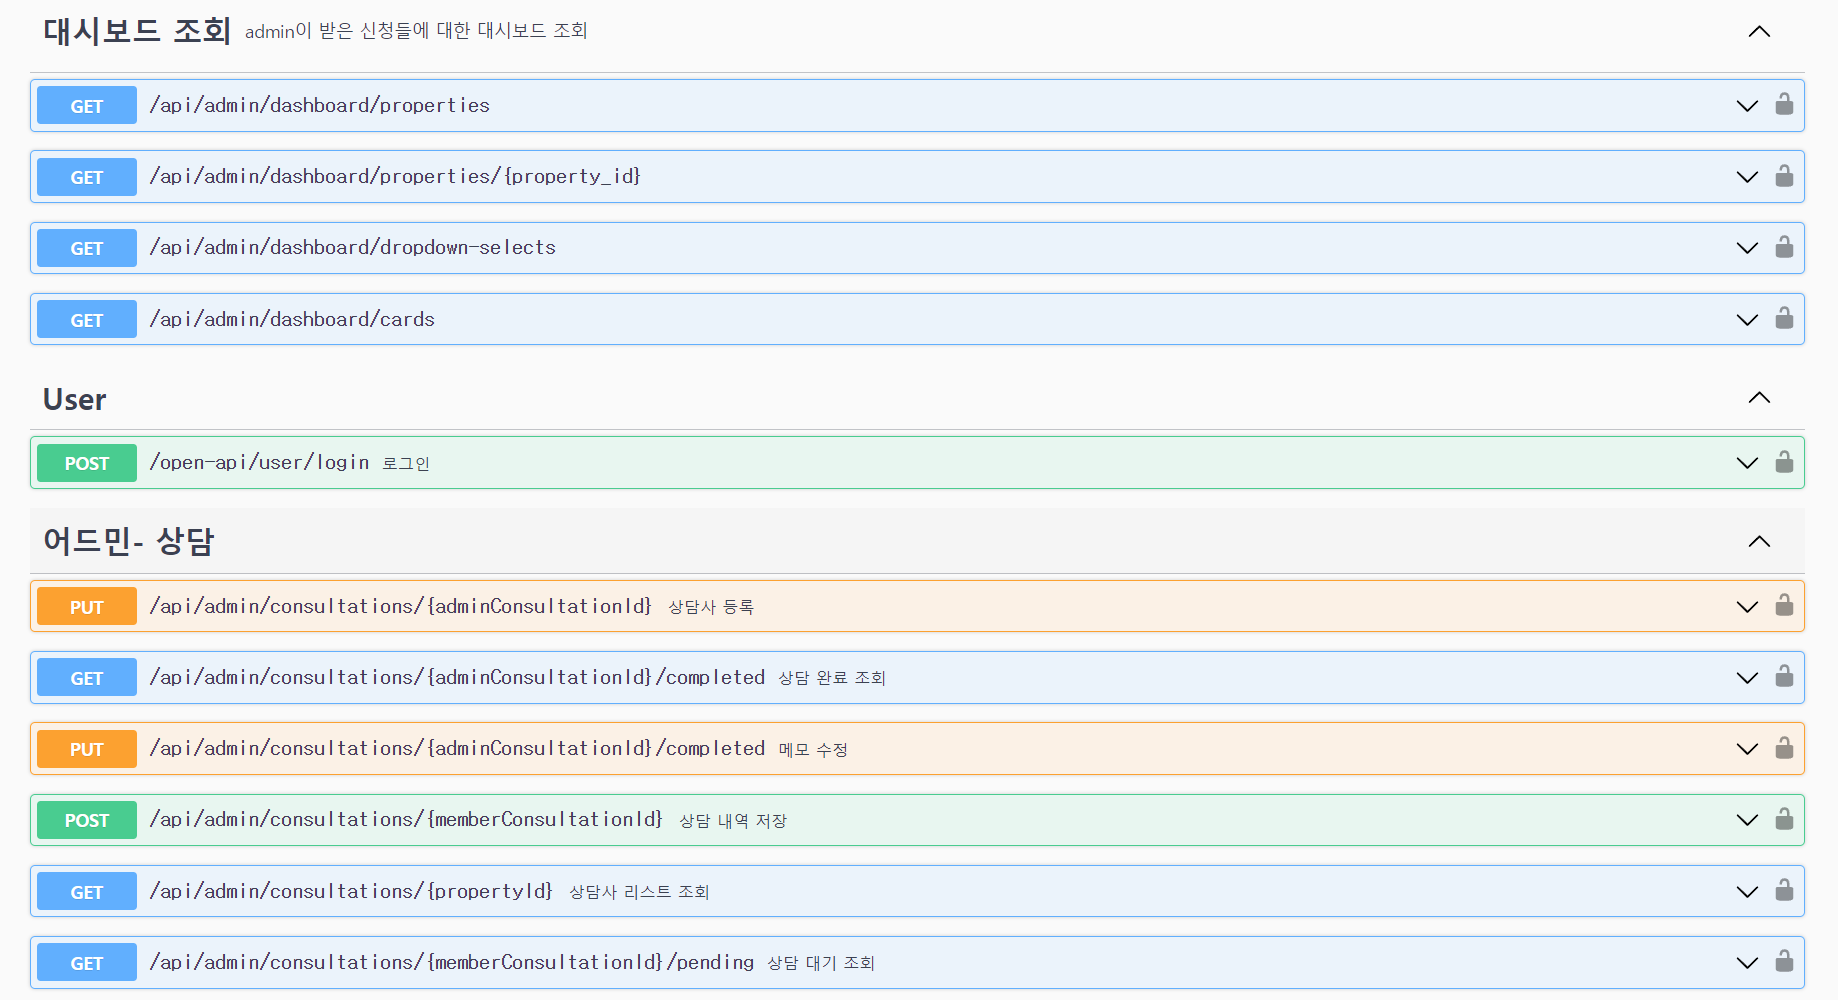 대시보드 조회 admin이 받은 신청들에 대한 대시보드 조회
GET /api/admin/dashboard/properties
GET /api/admin/dashboard/properties/{property_id}
GET /api/admin/dashboard/dropdown-selects
GET /api/admin/dashboard/cards
User
POST /open-api/user/login 로그인
어드민- 상담
PUT /api/admin/consultations/{adminConsultationId} 상담사 등록
GET /api/admin/consultations/{adminConsultationId}/completed 상담 완료 조회
PUT /api/admin/consultations/{adminConsultationId}/completed 메모 수정
POST /api/admin/consultations/{memberConsultationId} 상담 내역 저장
GET /api/admin/consultations/{propertyId} 상담사 리스트 조회
GET /api/admin/consultations/{memberConsultationId}/pending 상담 대기 조회